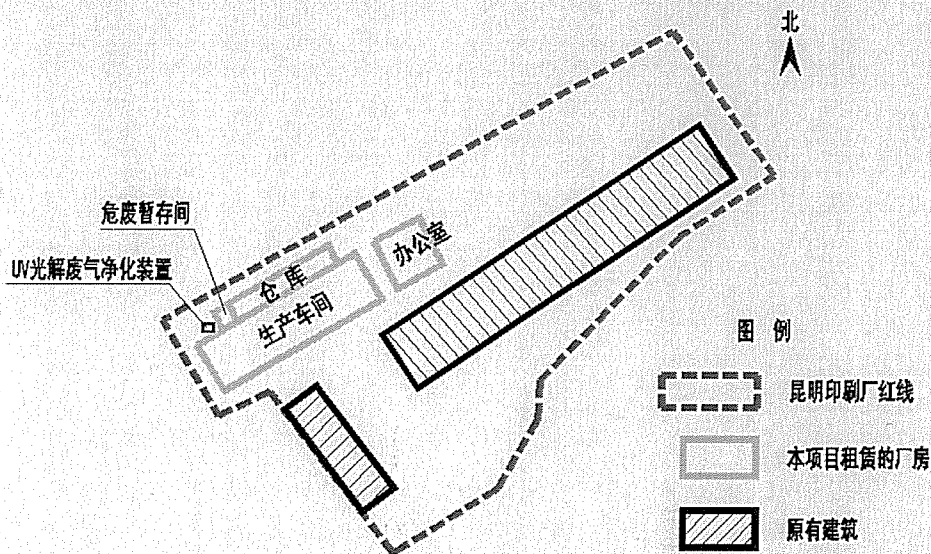 北
危废暂存间
UV光解废气净化装置
仓库
生产车间
办公室
图 例
昆明印刷厂红线
本项目租赁的厂房
原有建筑